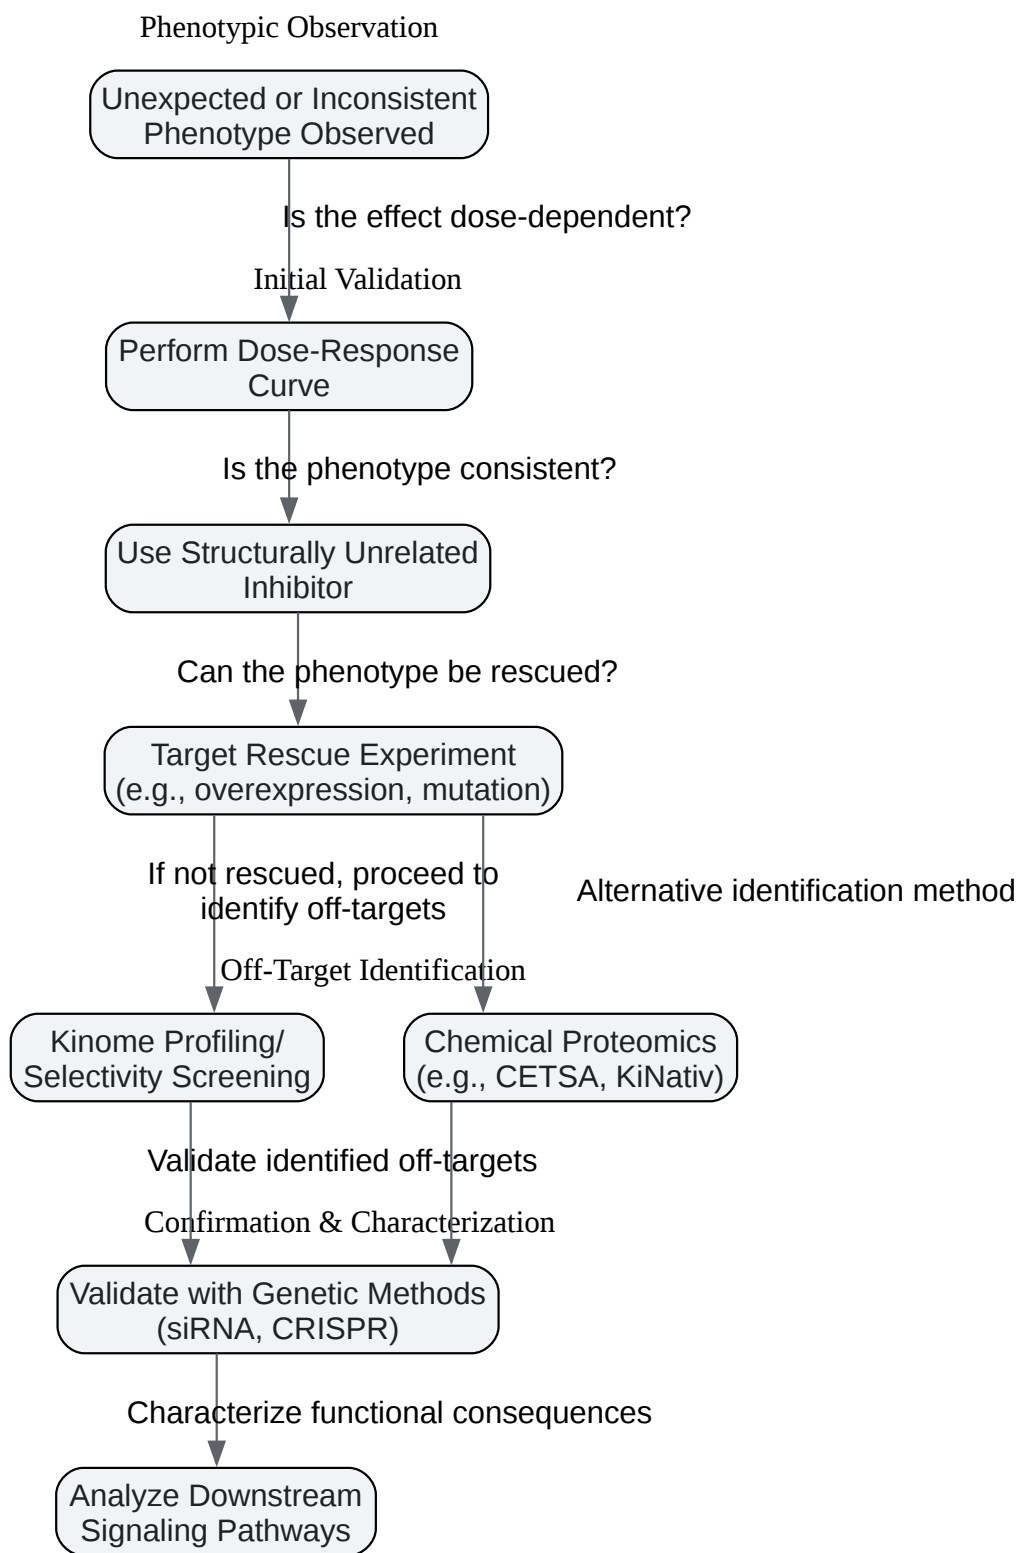 Phenotypic Observation
Unexpected or Inconsistent
Phenotype Observed
Is the effect dose-dependent?
Initial Validation
Perform Dose-Response
Curve
Is the phenotype consistent?
Use Structurally Unrelated
Inhibitor
Can the phenotype be rescued?
Target Rescue Experiment
(e.g., overexpression, mutation)
If not rescued, proceed to
identify off-targets
Alternative identification method
Off-Target Identification
Kinome Profiling/
Selectivity Screening
Chemical Proteomics
(e.g., CETSA, KiNativ)
Validate identified off-targets
Confirmation & Characterization
Validate with Genetic Methods
(siRNA, CRISPR)
Characterize functional consequences
Analyze Downstream
Signaling Pathways